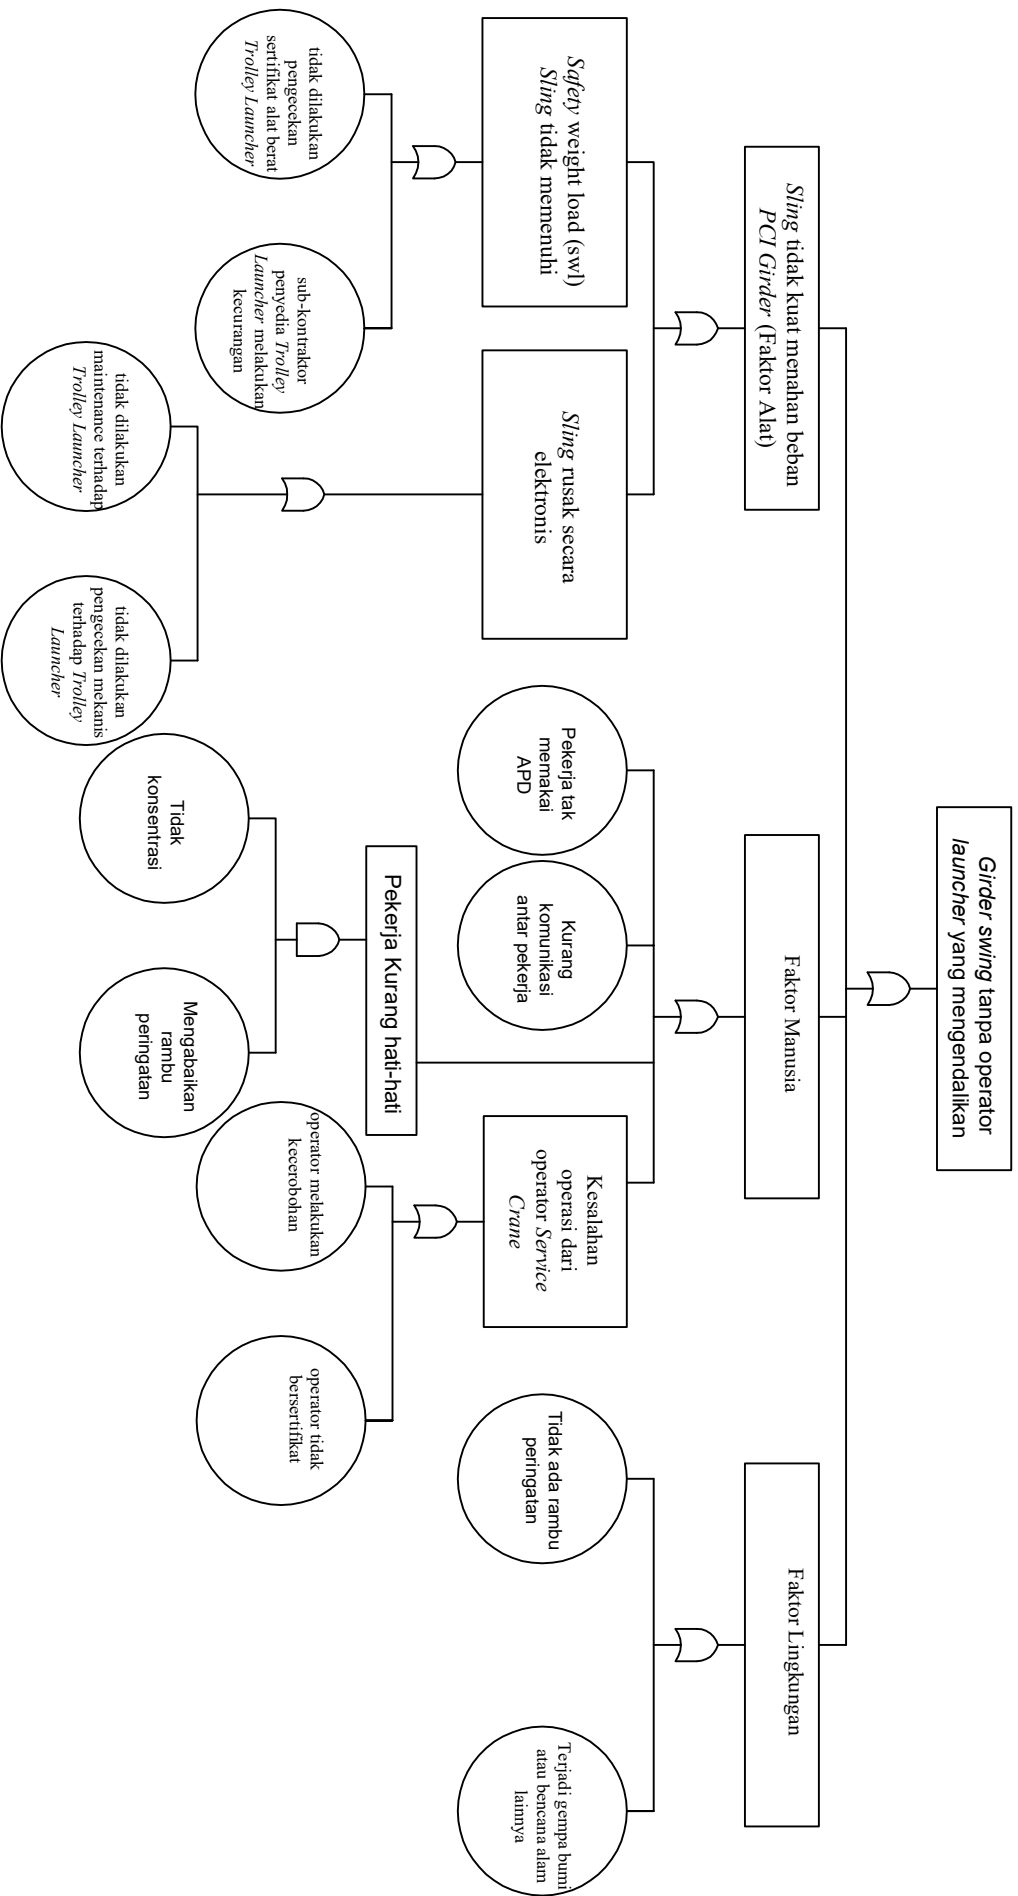 Girder swing tanpa operator
launcher yang mengendalikan
Sling tidak kuat menahan beban
PCI Girder (Faktor Alat)
Faktor Manusia
Faktor Lingkungan
Safety weight load (swl)
Sling tidak memenuhi
Sling rusak secara
elektronis
Pekerja tak
memakai
APD
Kurang
komunikasi
antar pekerja
Kesalahan
operasi dari
operator Service
Crane
Tidak ada rambu
peringatan
Terjadi gempa bumi
atau bencana alam
lainnya
Pekerja Kurang hati-hati
tidak dilakukan
pengecekan
sertifikat alat berat
Trolley Launcher
sub-kontraktor
penyedia Trolley
Launcher melakukan
kecurangan
operator melakukan
kecerobohan
operator tidak
bersertifikat
Tidak
konsentrasi
Mengabaikan
rambu
peringatan
tidak dilakukan
maintenance terhadap
Trolley Launcher
tidak dilakukan
pengecekan mekanis
terhadap Trolley
Launcher